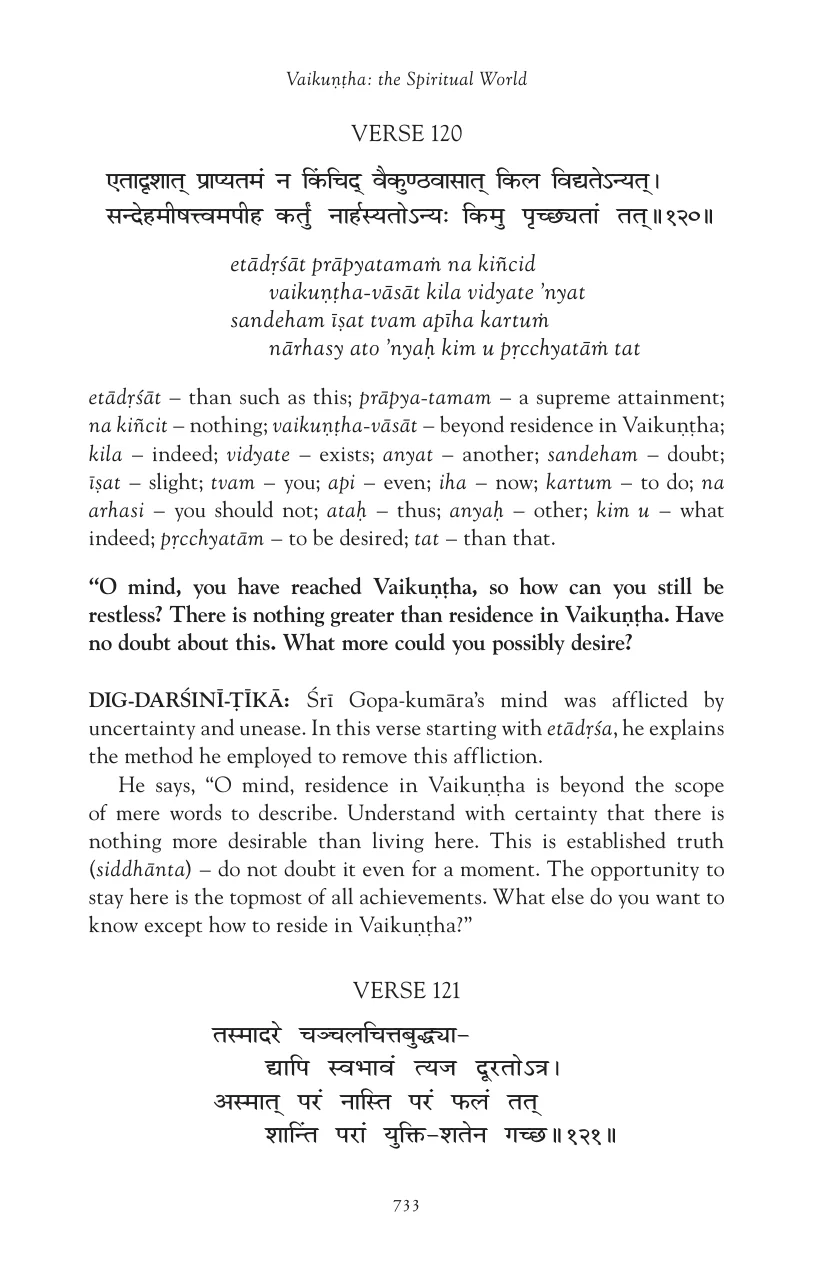 Vaikuṇṭha: the Spiritual World
VERSE 120
एतादृशात् प्राप्यतमं न किंचिद् वैकुण्ठवासात् किल विद्यतेऽन्यत्।
सन्देहमीषत्त्वमपीह कर्तुं नार्हस्यतोऽन्यः किमु पृच्छ्यतां तत्॥१२०॥
etādṛśāt prāpyatamaṁ na kiñcid
vaikuṇṭha-vāsāt kila vidyate ’nyat
sandeham īṣat tvam apīha kartuṁ
nārhasy ato ’nyaḥ kim u pṛcchyatāṁ tat
etādṛśāt – than such as this; prāpya-tamam – a supreme attainment;
na kiñcit – nothing; vaikuṇṭha-vāsāt – beyond residence in Vaikuṇṭha;
kila – indeed; vidyate – exists; anyat – another; sandeham – doubt;
īṣat – slight; tvam – you; api – even; iha – now; kartum – to do; na
arhasi – you should not; ataḥ – thus; anyaḥ – other; kim u – what
indeed; pṛcchyatām – to be desired; tat – than that.
“O mind, you have reached Vaikuṇṭha, so how can you still be
restless? There is nothing greater than residence in Vaikuṇṭha. Have
no doubt about this. What more could you possibly desire?
DIG-DARŚINĪ-ṬĪKĀ: Śrī Gopa-kumāra’s mind was afflicted by
uncertainty and unease. In this verse starting with etādṛśa, he explains
the method he employed to remove this affliction.
He says, “O mind, residence in Vaikuṇṭha is beyond the scope
of mere words to describe. Understand with certainty that there is
nothing more desirable than living here. This is established truth
(siddhānta) – do not doubt it even for a moment. The opportunity to
stay here is the topmost of all achievements. What else do you want to
know except how to reside in Vaikuṇṭha?”
VERSE 121
तस्मादरे चञ्चलचित्तबुद्ध्या–
द्यापि स्वभावं त्यज दूरतोऽत्र।
अस्मात् परं नास्ति परं फलं तत्
शान्तिं परां युक्ति–शतेन गच्छ॥१२१॥
733